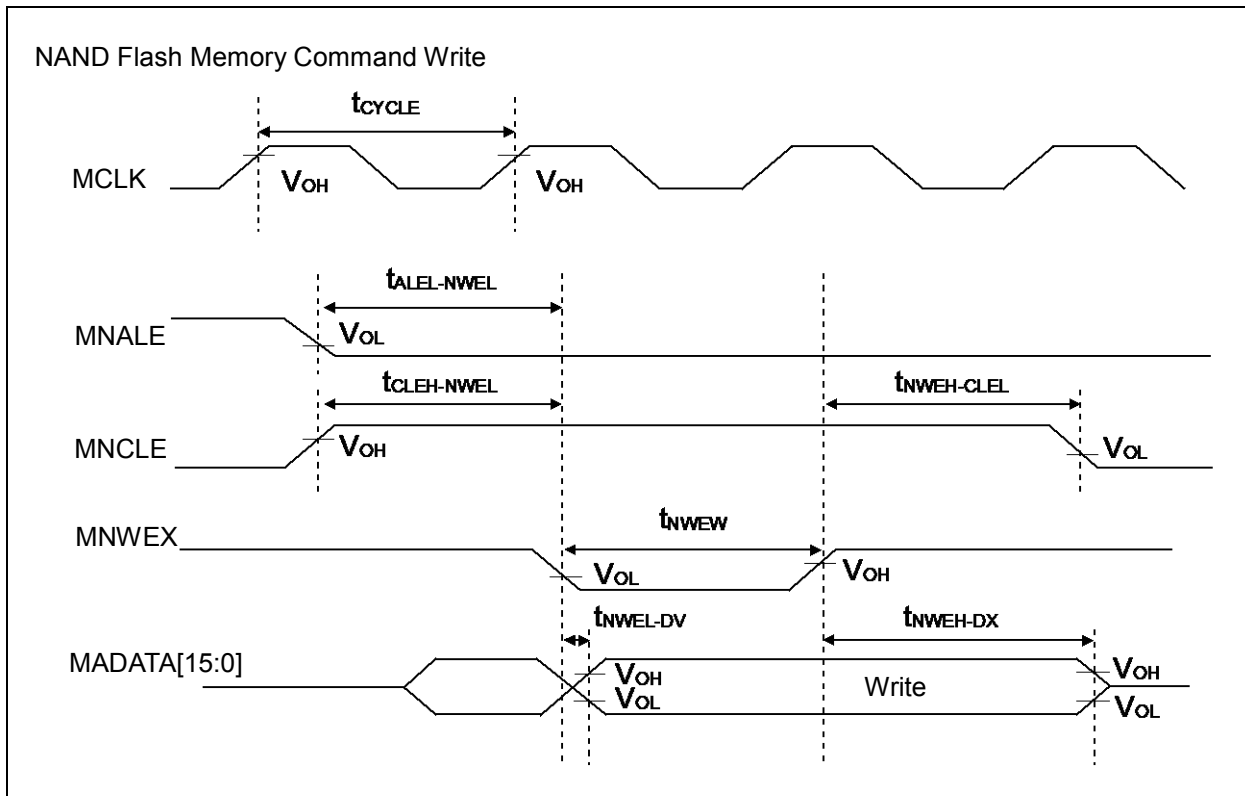 NAND Flash Memory Command Write
tCYCLE
MCLK
VOH
VOH
tALEL-NWEL
MNALE
VOL
tCLEH-NWEL
tNWEH-CLEL
MNCLE
VOH
VOL
tNWEW
MNWEX
VOL
VOH
tNWEL-DV
tNWEH-DX
MADATA[15:0]
VOH
VOL
Write
VOH
VOL